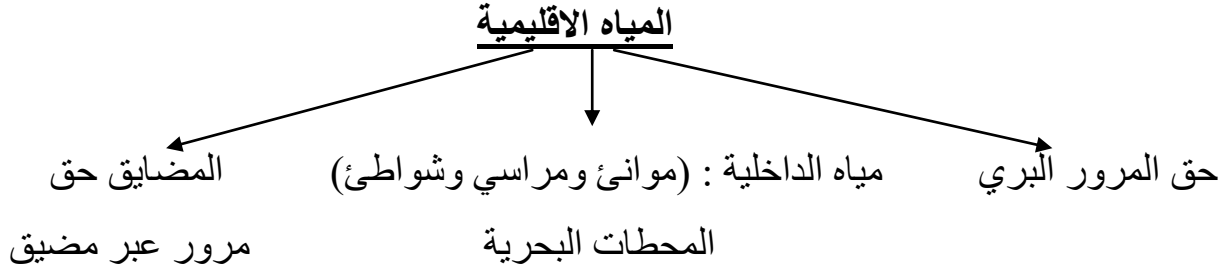 المياه الاقليمية
حق المرور البري
مياه الداخلية : (موانئ ومراسي وشواطئ)
المحطات البحرية
المضايق حق
مرور عبر مضيق